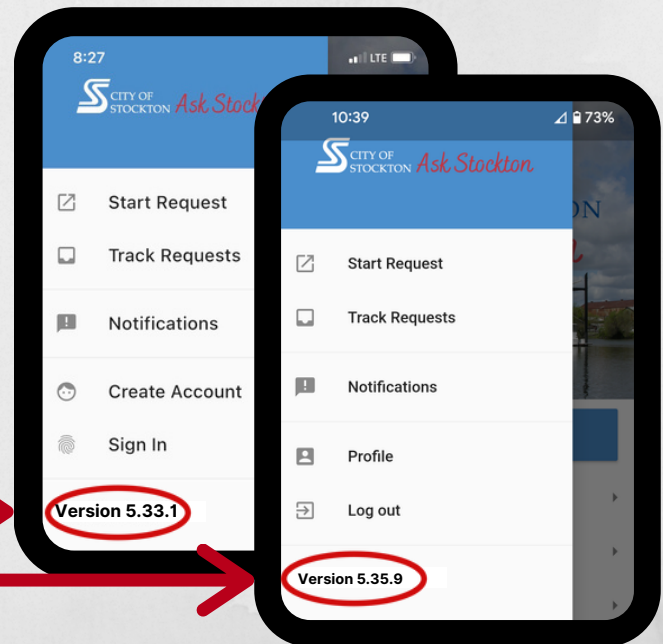 8:27
LTE
CITY OF
STOCKTON Ask Stock
Start Request
Track Requests
Notifications
Create Account
Sign In
Version 5.33.1
10:39
73%
CITY OF
STOCKTON Ask Stockton
ON
Start Request
Track Requests
Notifications
Profile
Log out
Version 5.35.9